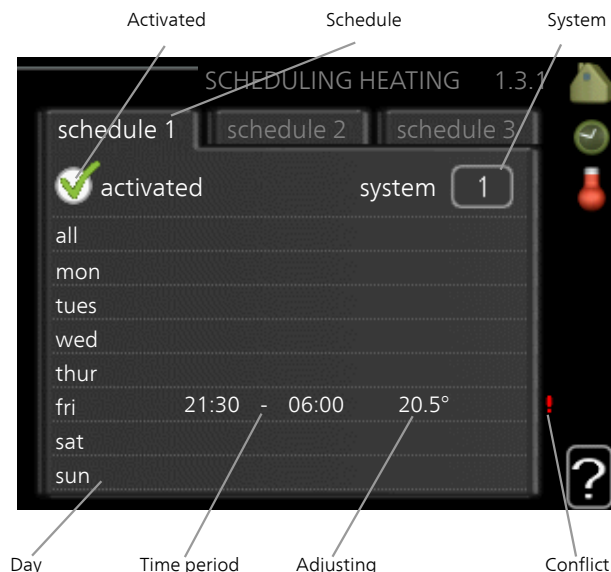 Activated Schedule System
SCHEDULING HEATING 1.3.1
schedule 1 schedule 2 schedule 3
activated system 1
all
mon
tues
wed
thur
fri 21:30 - 06:00 20.5° !
sat
sun
?
Day Time period Adjusting Conflict